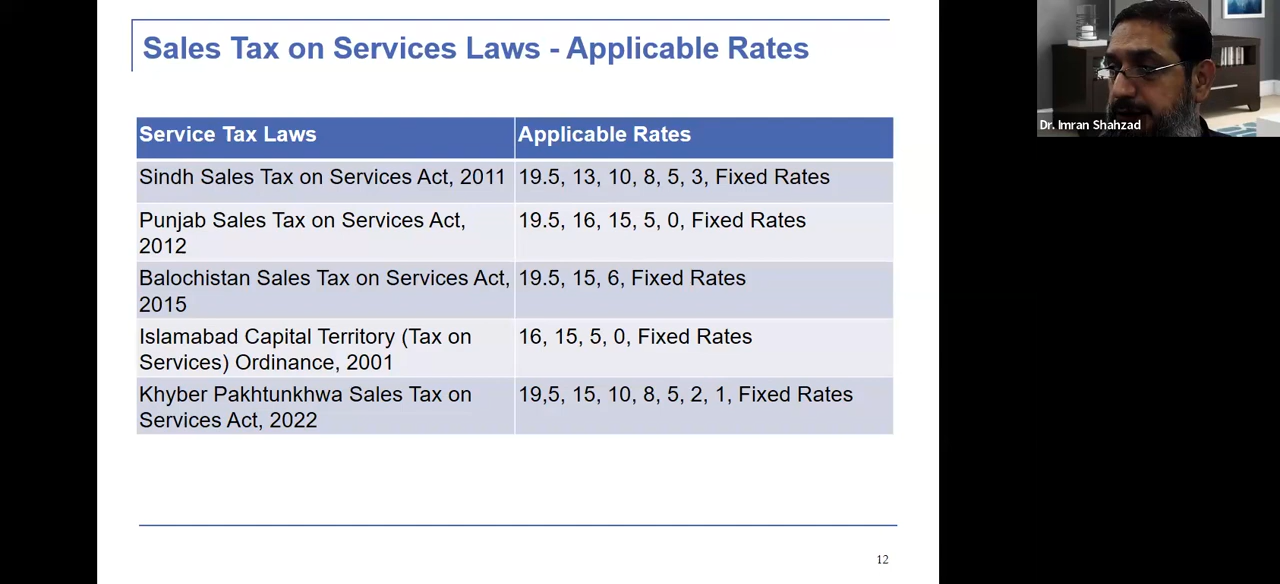 Sales Tax on Services Laws - Applicable Rates
Dr. Imran Shahzad
Service Tax Laws Applicable Rates
Sindh Sales Tax on Services Act, 2011 19.5, 13, 10, 8, 5, 3, Fixed Rates
Punjab Sales Tax on Services Act,
2012
19.5, 16, 15, 5, 0, Fixed Rates
Balochistan Sales Tax on Services Act,
2015
19.5, 15, 6, Fixed Rates
Islamabad Capital Territory (Tax on
Services) Ordinance, 2001
16, 15, 5, 0, Fixed Rates
Khyber Pakhtunkhwa Sales Tax on
Services Act, 2022
19,5, 15, 10, 8, 5, 2, 1, Fixed Rates
12